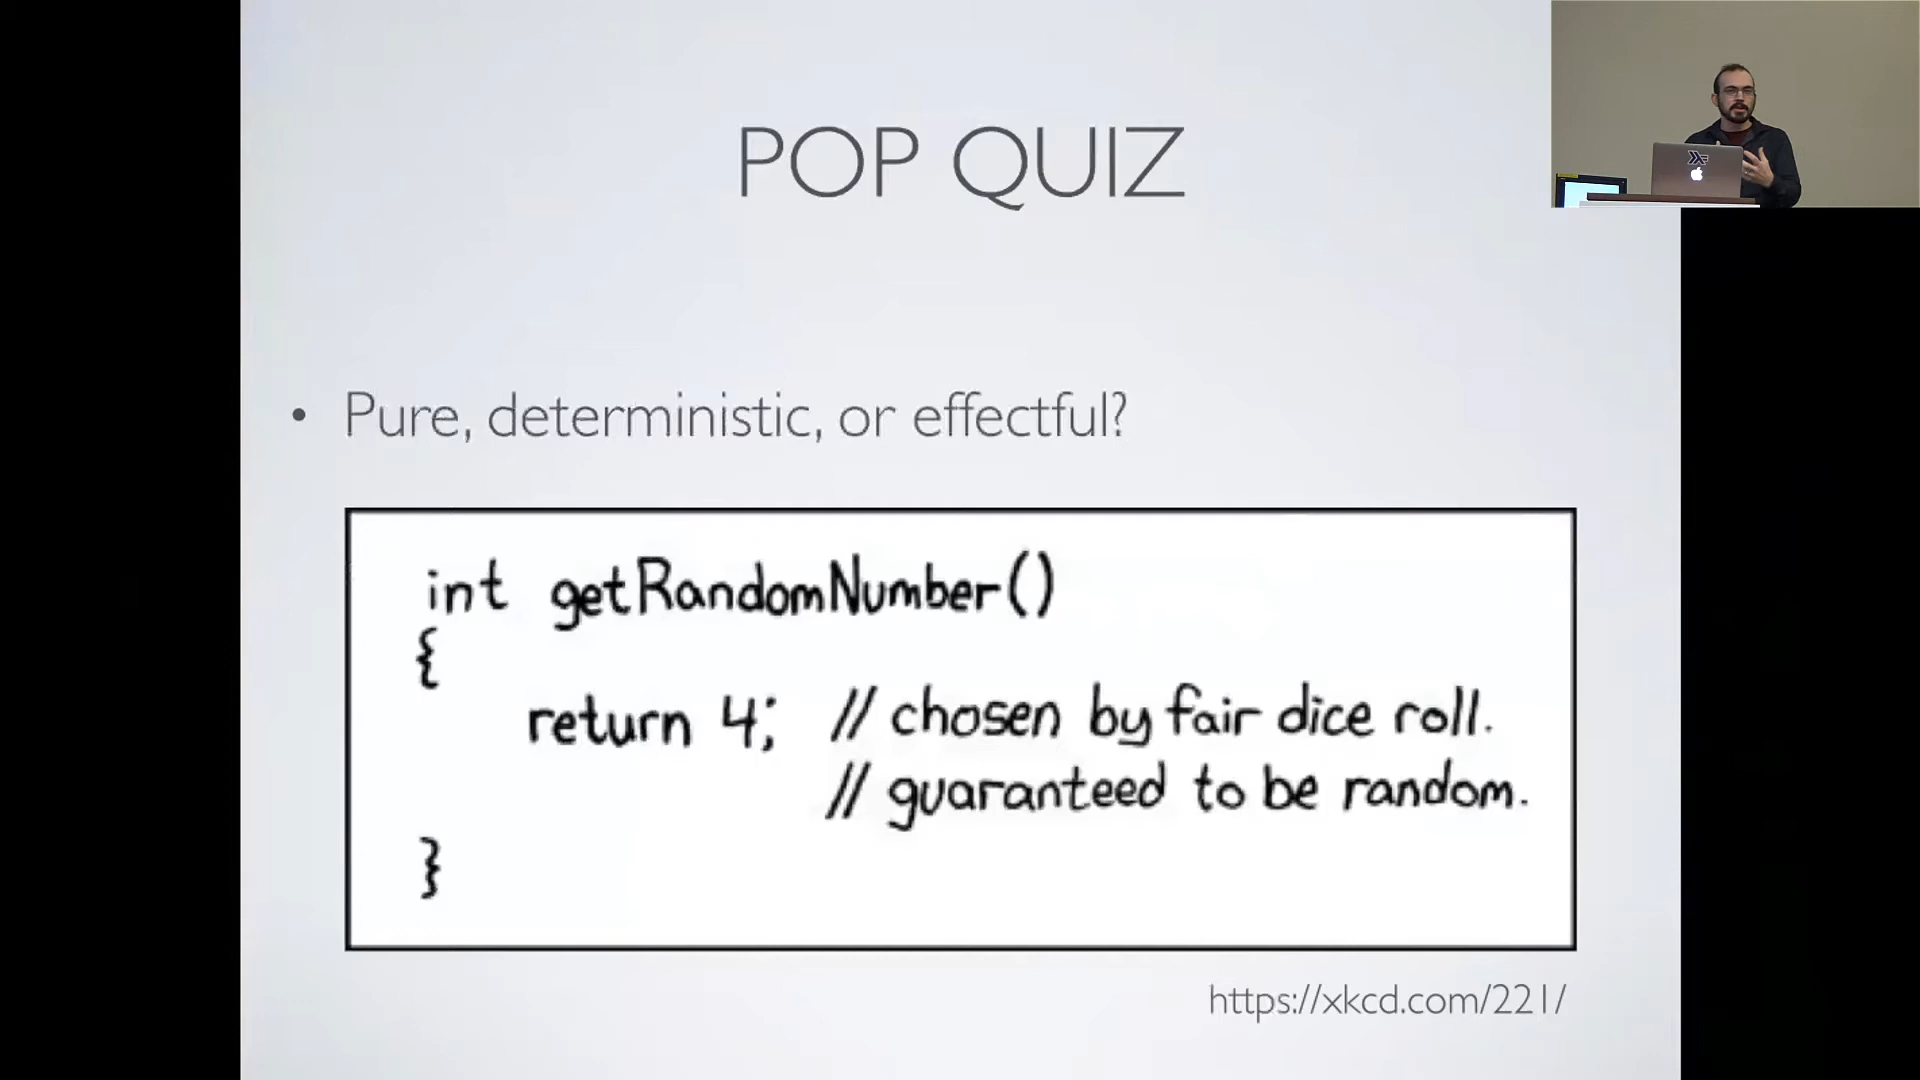 POP QUIZ
• Pure, deterministic, or effectful?
int getRandomNumber()
{
return 4; // chosen by fair dice roll.
// guaranteed to be random.
}
https://xkcd.com/221/